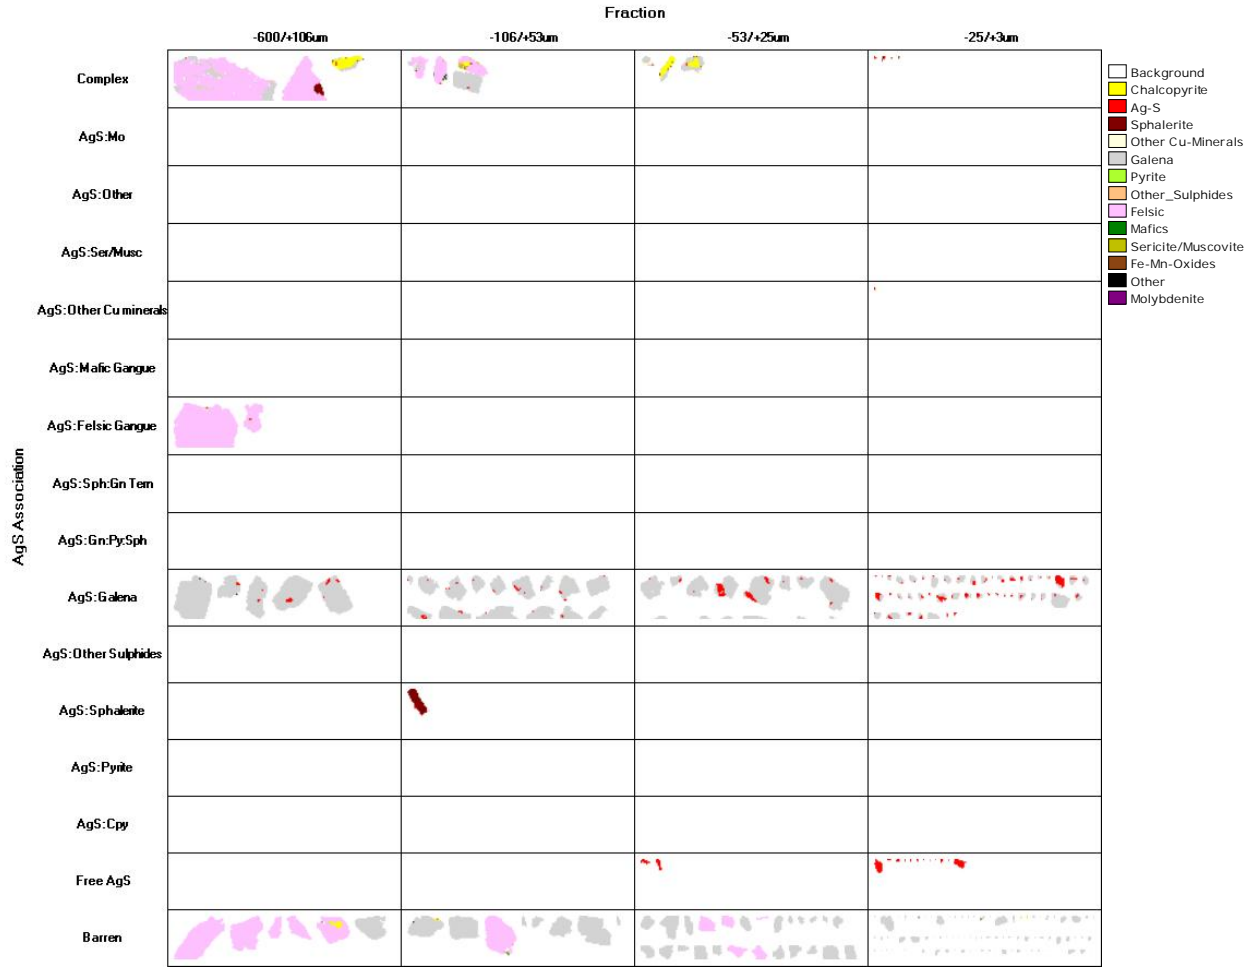 Fraction
-600/+106um
-106/+53um
-53/+25um
-25/+3um
AgS Association
Complex
AgS:Mo
AgS:Other
AgS:Ser/Musc
AgS:Other Cu minerals
AgS:Mafic Gangue
AgS:Felsic Gangue
AgS:Sph:Gn Tern
AgS:Gn:Py:Sph
AgS:Galena
AgS:Other Sulphides
AgS:Sphalerite
AgS:Pyrite
AgS:Cpy
Free AgS
Barren
Background
Chalcopyrite
Ag-S
Sphalerite
Other Cu-Minerals
Galena
Pyrite
Other_Sulphides
Felsic
Mafics
Sericite/Muscovite
Fe-Mn-Oxides
Other
Molybdenite